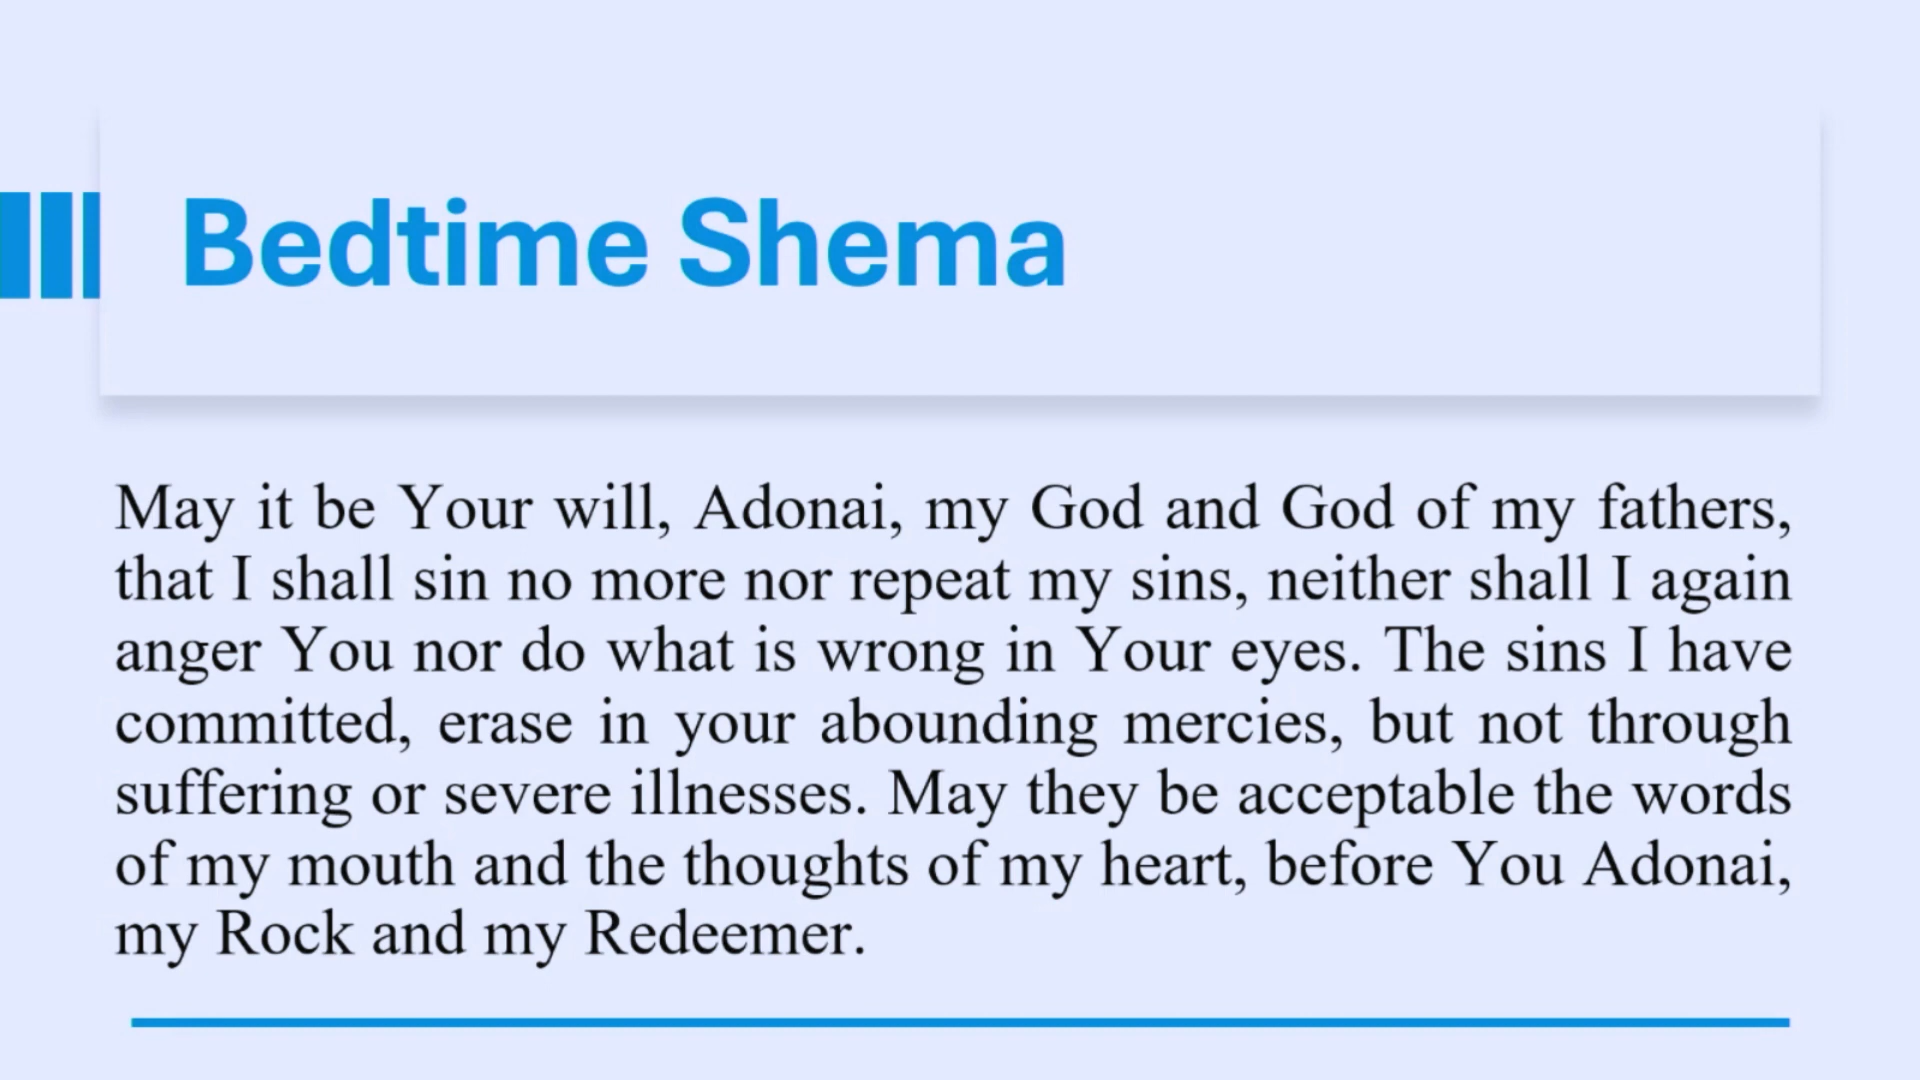 Bedtime Shema
May it be Your will, Adonai, my God and God of my fathers,
that I shall sin no more nor repeat my sins, neither shall I again
anger You nor do what is wrong in Your eyes. The sins I have
committed, erase in your abounding mercies, but not through
suffering or severe illnesses. May they be acceptable the words
of my mouth and the thoughts of my heart, before You Adonai,
my Rock and my Redeemer.